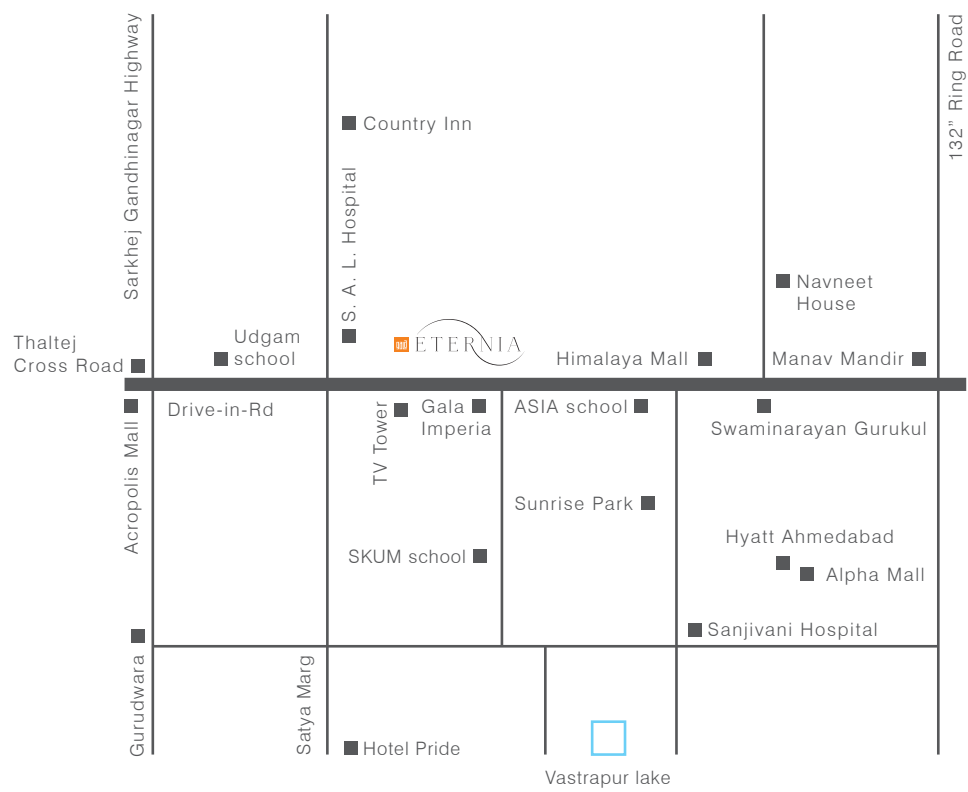 Sarkhej Gandhinagar Highway
132" Ring Road
Country Inn
S. A. L. Hospital
Navneet
House
Thaltej
Cross Road
Udgam
school
ETERNIA
Himalaya Mall
Manav Mandir
Drive-in-Rd
Acropolis Mall
TV Tower
Gala
Imperia
ASIA school
Swaminarayan Gurukul
Sunrise Park
SKUM school
Hyatt Ahmedabad
Alpha Mall
Sanjivani Hospital
Gurudwara
Satya Marg
Hotel Pride
Vastrapur lake